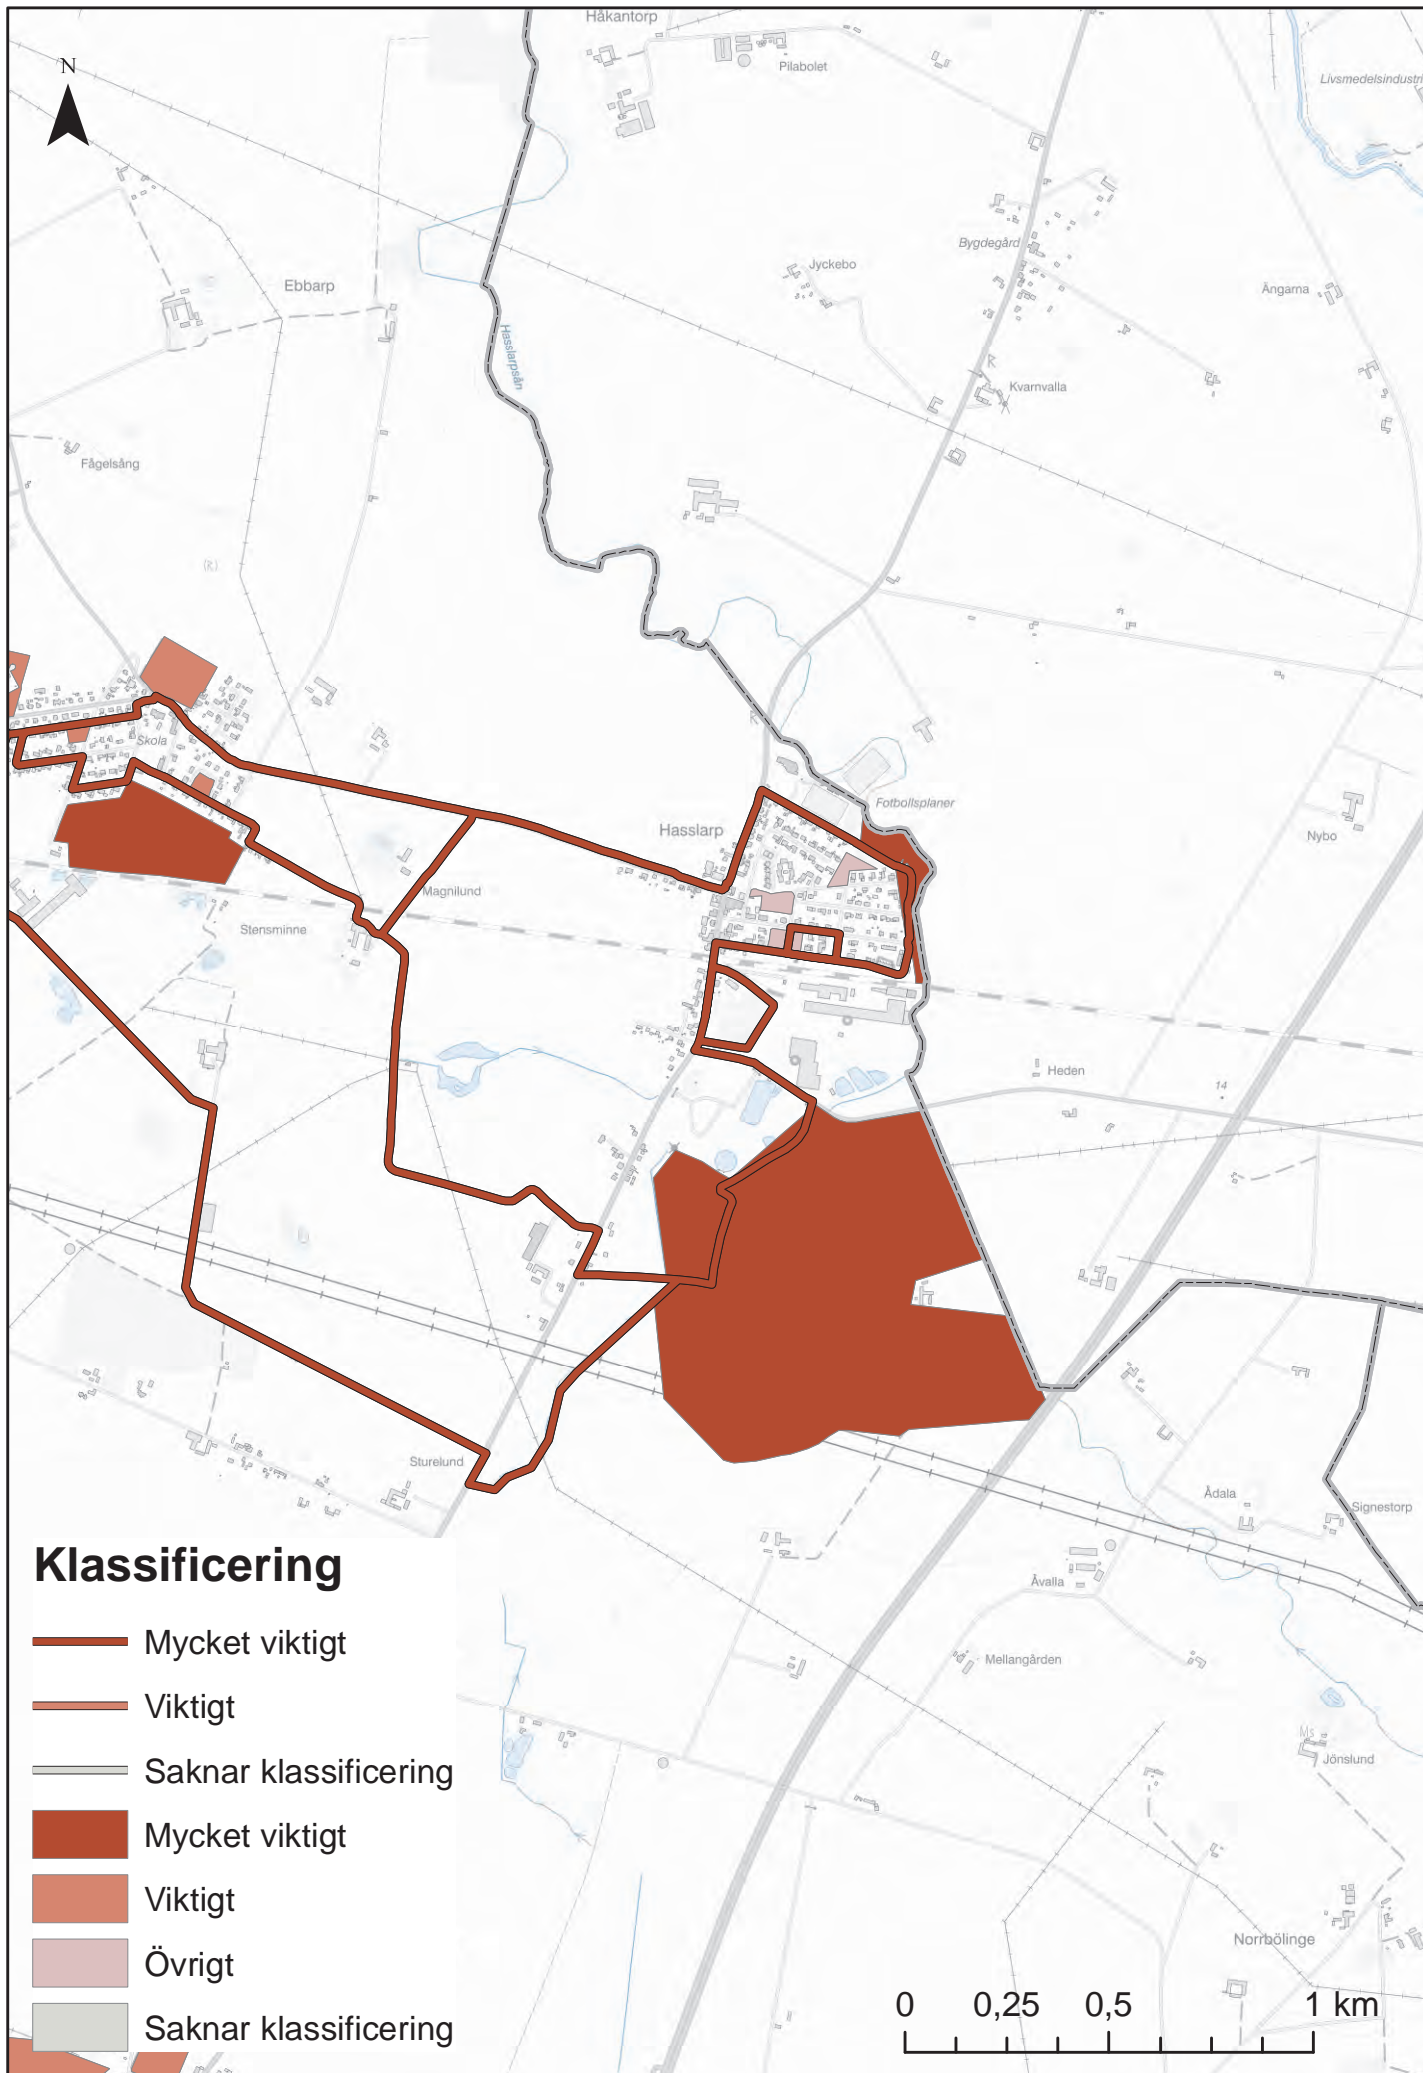 Håkantorp
N
Pilabolet
Livsmedelsindustri
Bygdegård
Jyckebo
Ängarna
Ebbarp
Hasslarpsån
Kvarnvalla
Fågelsång
(R)
Skola
Fotbollsplaner
Hasslarp
Nybo
Magnilund
Stensminne
Heden
14
Sturelund
Ådala
Signestorp
Åvalla
Mellangården
Ms
Jönslund
Norrbölinge
Klassificering
Mycket viktigt
Viktigt
Saknar klassificering
Mycket viktigt
Viktigt
Övrigt
Saknar klassificering
0 0,25 0,5 1 km